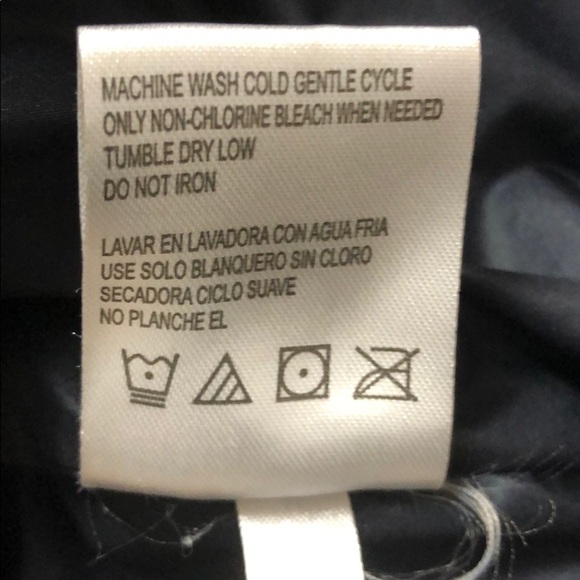 MACHINE WASH COLD GENTLE CYCLE
ONLY NON-CHLORINE BLEACH WHEN NEEDED
TUMBLE DRY LOW
DO NOT IRON
LAVAR EN LAVADORA CON AGUA FRIA
USE SOLO BLANQUERO SIN CLORO
SECADORA CICLO SUAVE
NO PLANCHE EL